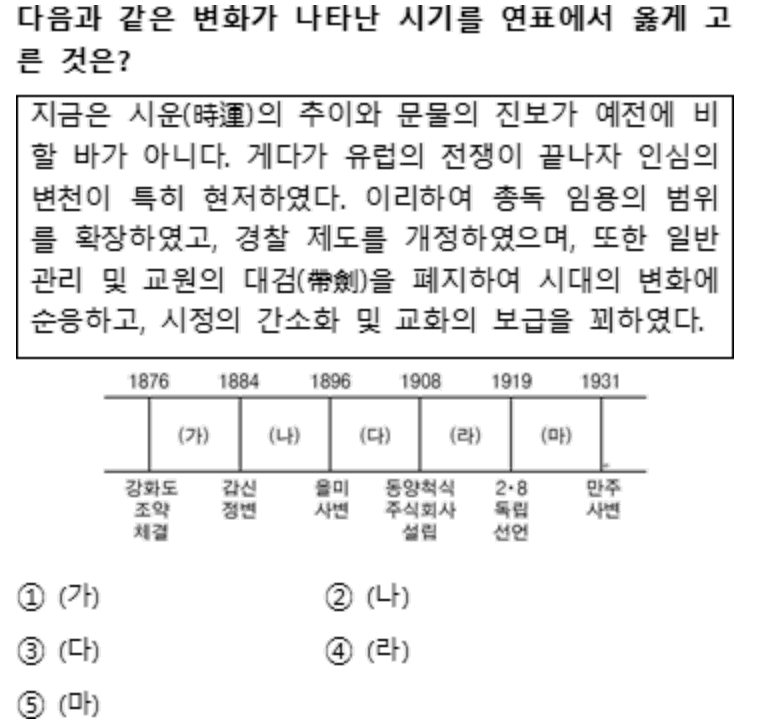 다음과 같은 변화가 나타난 시기를 연표에서 옳게 고
른 것은?
지금은 시운(時運)의 추이와 문물의 진보가 예전에 비
할 바가 아니다. 게다가 유럽의 전쟁이 끝나자 인심의
변천이 특히 현저하였다. 이리하여 총독 임용의 범위
를 확장하였고, 경찰 제도를 개정하였으며, 또한 일반
관리 및 교원의 대검(帶劍)을 폐지하여 시대의 변화에
순응하고, 시정의 간소화 및 교화의 보급을 꾀하였다.
1876 1884 1896 1908 1919 1931
(가) (나) (다) (라) (마)
강화도 갑신 을미 동양척식 2·8 만주
조약 정변 사변 주식회사 독립 사변
체결 설립 선언
① (가) ② (나)
③ (다) ④ (라)
⑤ (마)